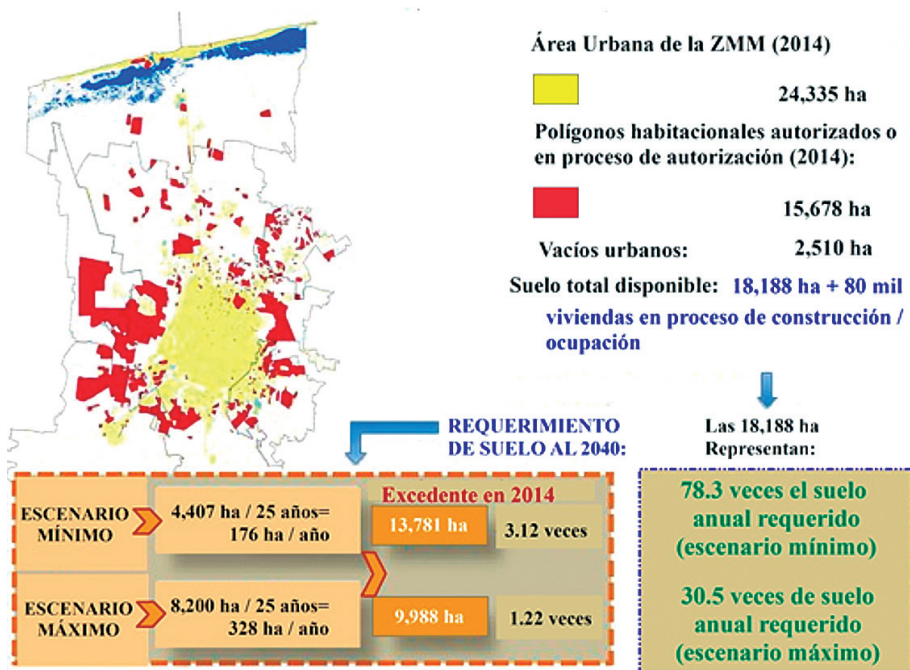 Área Urbana de la ZMM (2014)
24,335 ha
Polígonos habitacionales autorizados o
en proceso de autorización (2014):
15,678 ha
Vacíos urbanos: 2,510 ha
Suelo total disponible: 18,188 ha + 80 mil
viviendas en proceso de construcción /
ocupación
REQUERIMIENTO
DE SUELO AL 2040:
Las 18,188 ha
Representan:
ESCENARIO
MÍNIMO
4,407 ha / 25 años=
176 ha / año
Excedente en 2014
13,781 ha
3.12 veces
ESCENARIO
MÁXIMO
8,200 ha / 25 años=
328 ha / año
9,988 ha
1.22 veces
78.3 veces el suelo
anual requerido
(escenario mínimo)
30.5 veces de suelo
anual requerido
(escenario máximo)